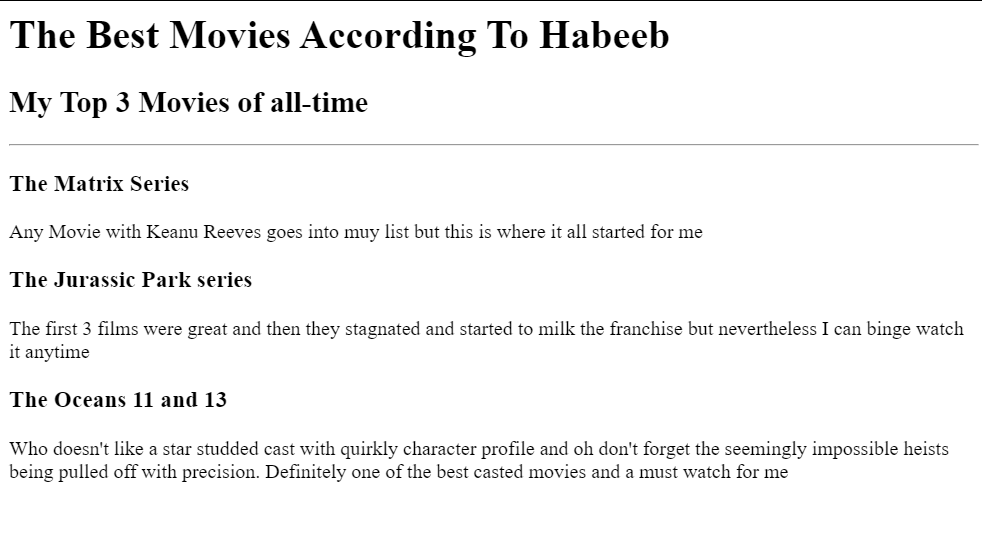 The Best Movies According To Habeeb
My Top 3 Movies of all-time
The Matrix Series
Any Movie with Keanu Reeves goes into muy list but this is where it all started for me
The Jurassic Park series
The first 3 films were great and then they stagnated and started to milk the franchise but nevertheless I can binge watch
it anytime
The Oceans 11 and 13
Who doesn't like a star studded cast with quirkly character profile and oh don't forget the seemingly impossible heists
being pulled off with precision. Definitely one of the best casted movies and a must watch for me